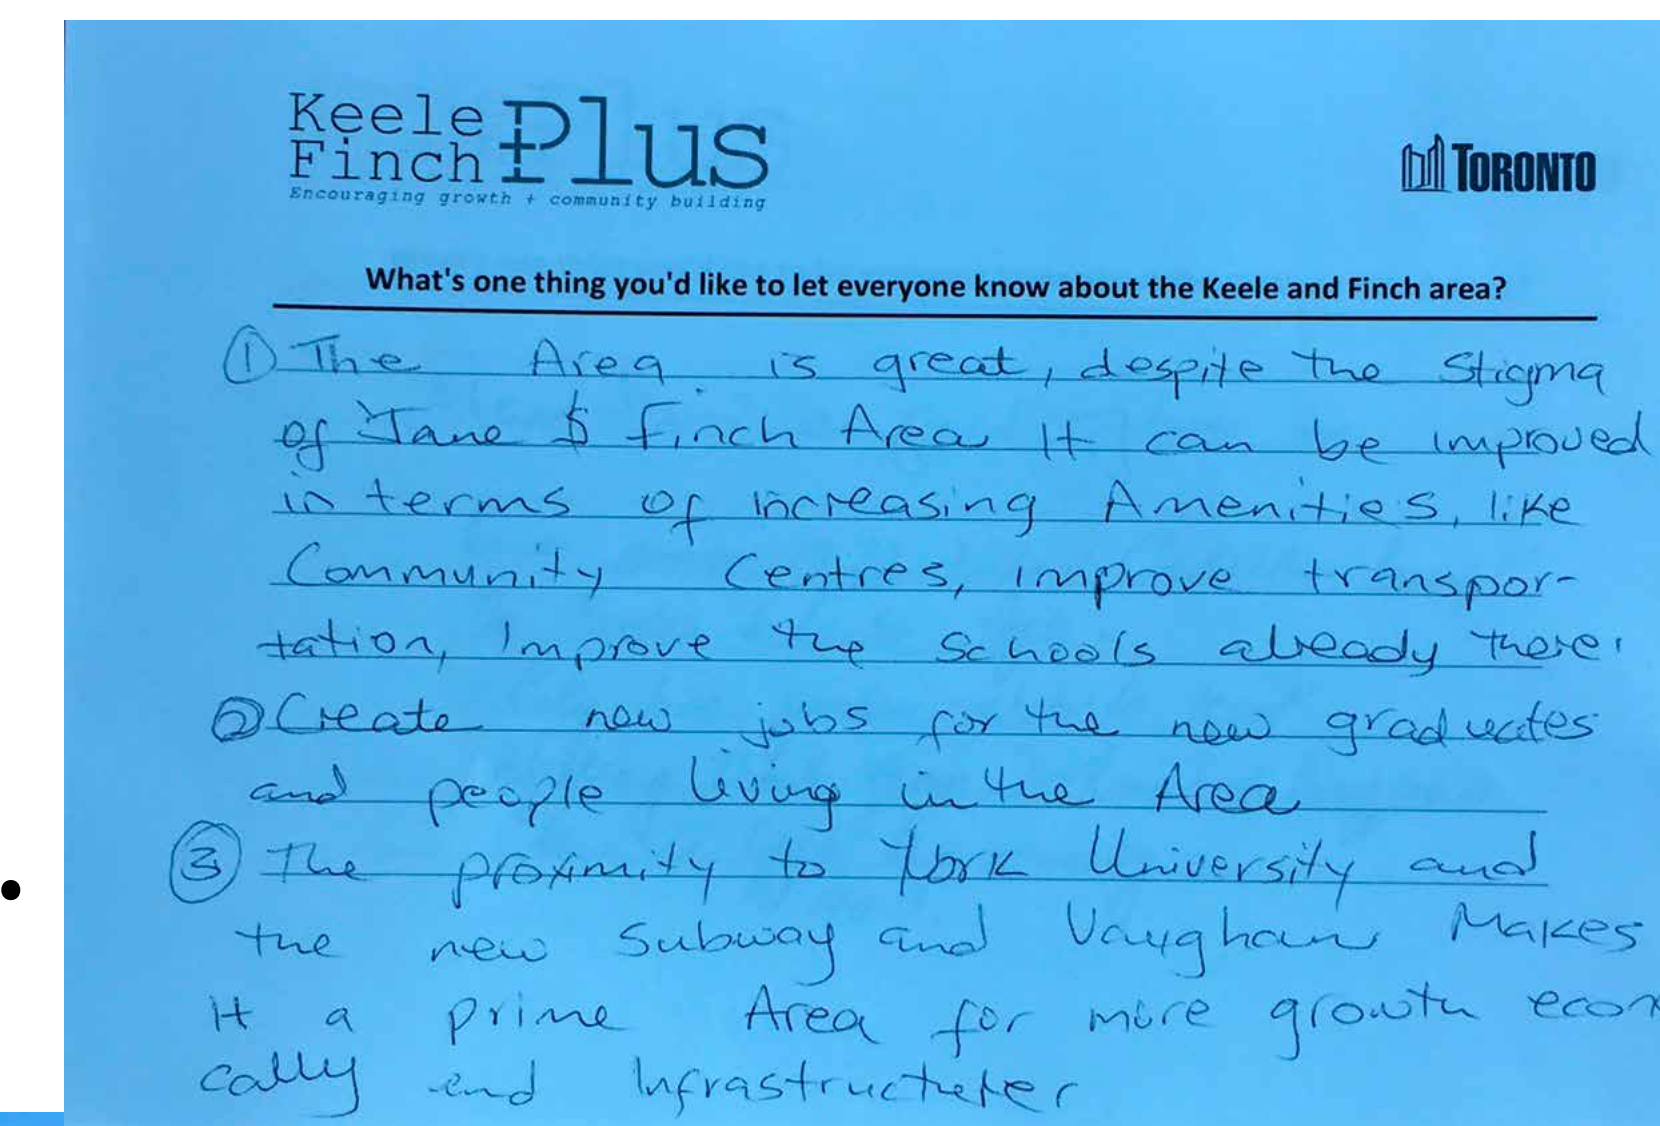 Keele
Finch Plus
Encouraging growth + community building
TORONTO
What's one thing you'd like to let everyone know about the Keele and Finch area?
① The Area is great, despite the Stigma
of Jane & Finch Area It can be improved
in terms of increasing Amenities, like
Community Centres, improve transpor-
tation, Improve the Schools already there.
② Create new jobs for the new graduates
and people living in the Area
③ The proximity to York University and
the new Subway and Vaughan Makes
It a prime Area for more growth econ
cally and Infrastructurer